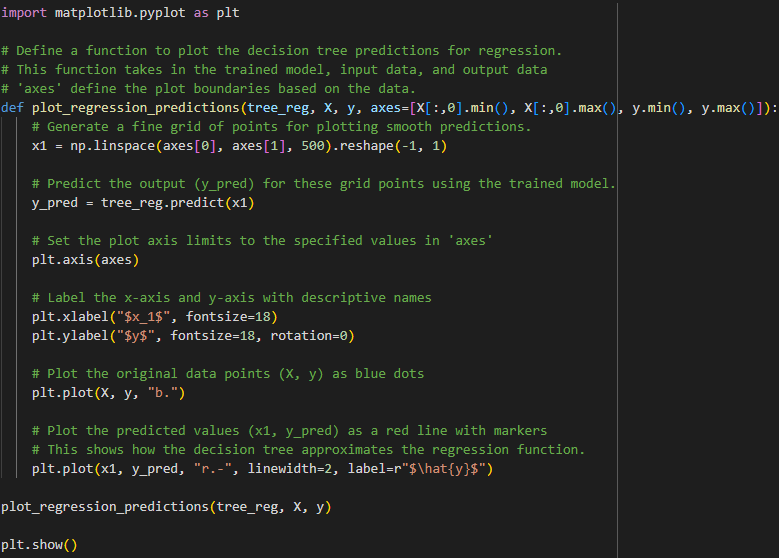 import matplotlib.pyplot as plt
# Define a function to plot the decision tree predictions for regression.
# This function takes in the trained model, input data, and output data
# 'axes' define the plot boundaries based on the data.
def plot_regression_predictions(tree_reg, X, y, axes=[X[:,0].min(), X[:,0].max(), y.min(), y.max()]):
# Generate a fine grid of points for plotting smooth predictions.
x1 = np.linspace(axes[0], axes[1], 500).reshape(-1, 1)
# Predict the output (y_pred) for these grid points using the trained model.
y_pred = tree_reg.predict(x1)
# Set the plot axis limits to the specified values in 'axes'
plt.axis(axes)
# Label the x-axis and y-axis with descriptive names
plt.xlabel("$x_1$", fontsize=18)
plt.ylabel("$y$", fontsize=18, rotation=0)
# Plot the original data points (X, y) as blue dots
plt.plot(X, y, "b.")
# Plot the predicted values (x1, y_pred) as a red line with markers
# This shows how the decision tree approximates the regression function.
plt.plot(x1, y_pred, "r.-", linewidth=2, label=r"$\hat{y}$")
plot_regression_predictions(tree_reg, X, y)
plt.show()